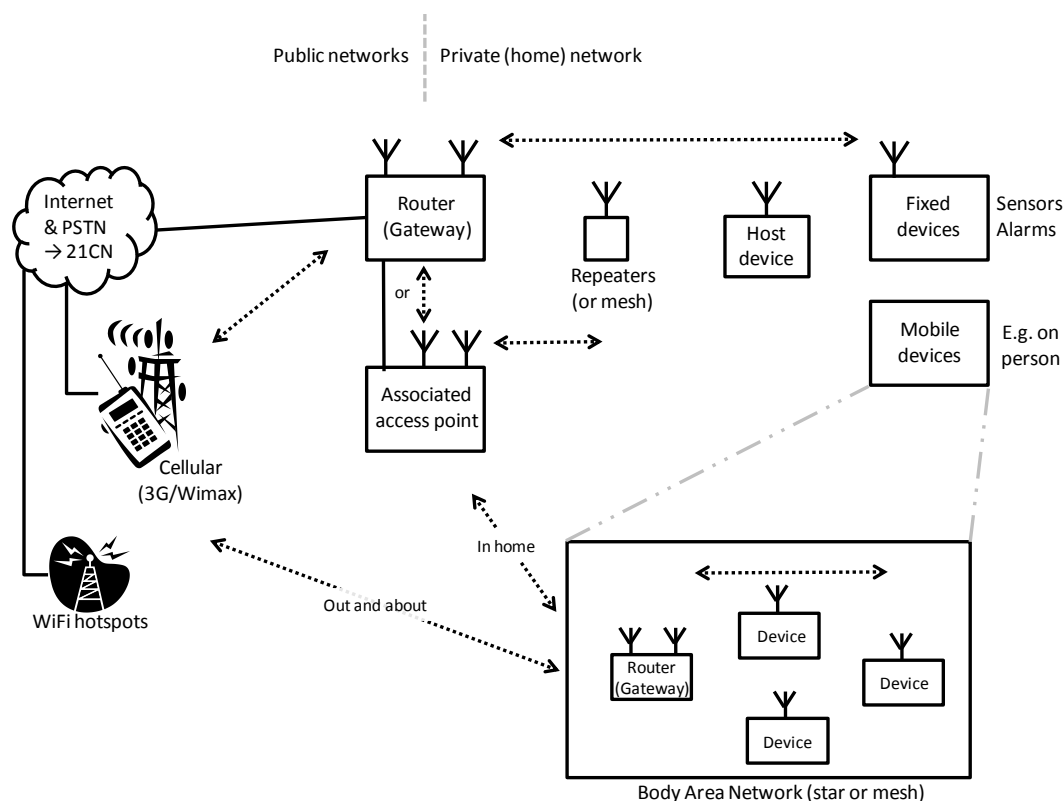 Public networks
Private (home) network
Internet
& PSTN
→ 21CN
Router
(Gateway)
or
Associated
access point
Repeaters
(or mesh)
Host
device
Fixed
devices
Sensors
Alarms
Mobile
devices
E.g. on
person
Cellular
(3G/Wimax)
WiFi hotspots
In home
Out and about
Router
(Gateway)
Device
Device
Device
Body Area Network (star or mesh)